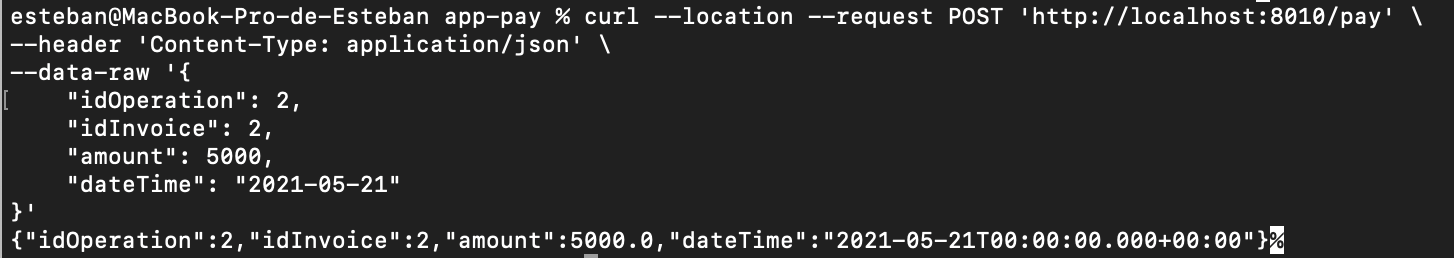 esteban@MacBook-Pro-de-Esteban app-pay % curl --location --request POST 'http://localhost:8010/pay' \
--header 'Content-Type: application/json' \
--data-raw '{
[    "idOperation": 2,
    "idInvoice": 2,
    "amount": 5000,
    "dateTime": "2021-05-21"
}'
{"idOperation":2,"idInvoice":2,"amount":5000.0,"dateTime":"2021-05-21T00:00:00.000+00:00"}%